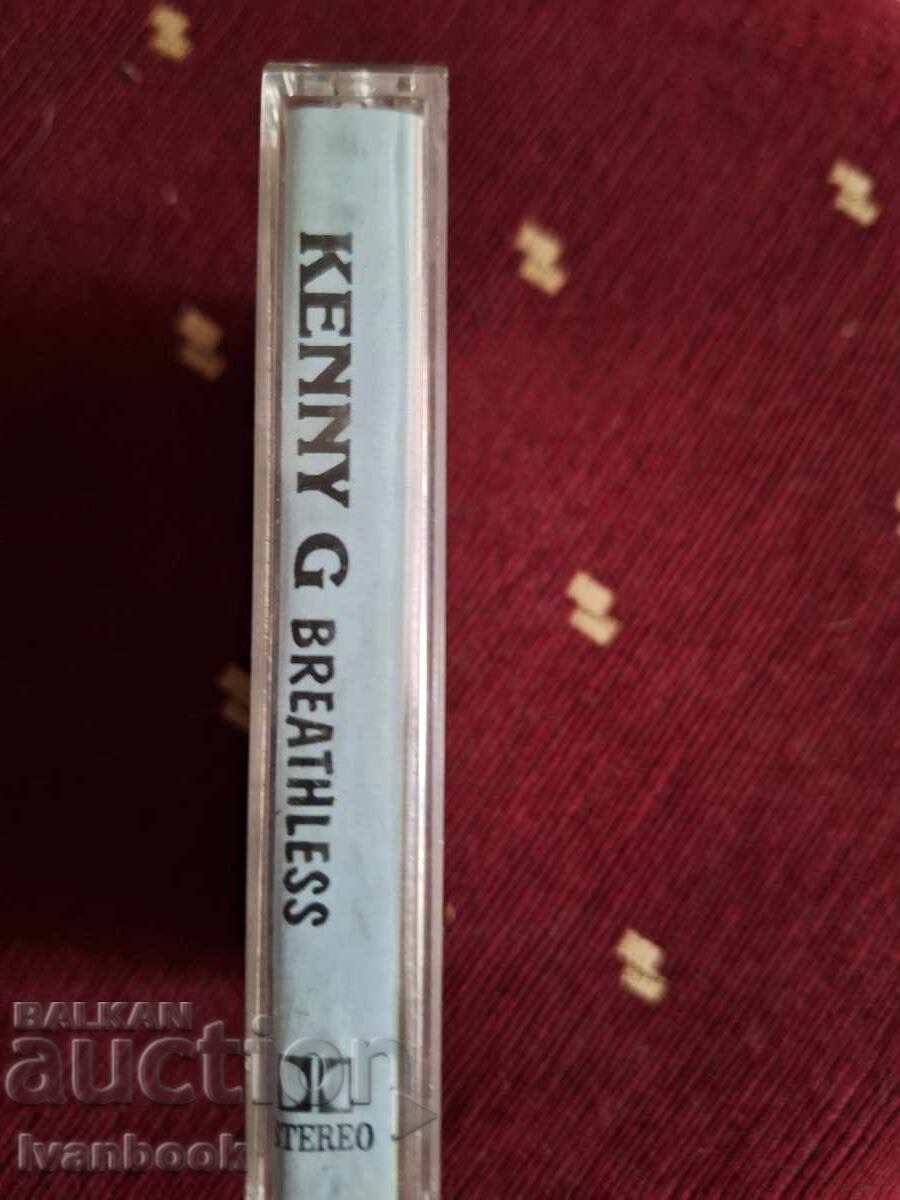 KENNY G BREATHLESS
STEREO
BALKAN
auction
Ivanbook